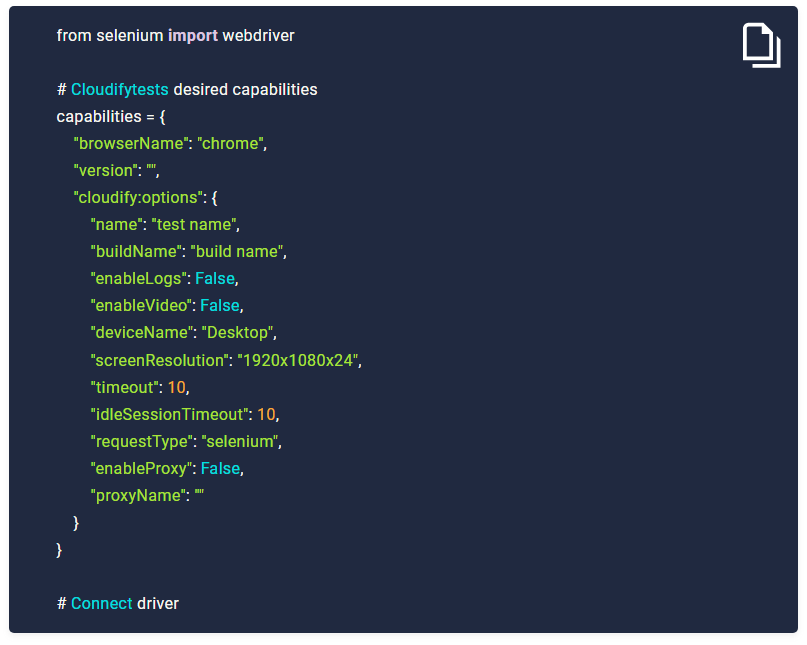 from selenium import webdriver
# Cloudifytests desired capabilities
capabilities = {
"browserName": "chrome",
"version": "",
"cloudify:options": {
"name": "test name",
"buildName": "build name",
"enableLogs": False,
"enableVideo": False,
"deviceName": "Desktop",
"screenResolution": "1920x1080x24",
"timeout": 10,
"idleSessionTimeout": 10,
"requestType": "selenium",
"enableProxy": False,
"proxyName": ""
}
}
# Connect driver